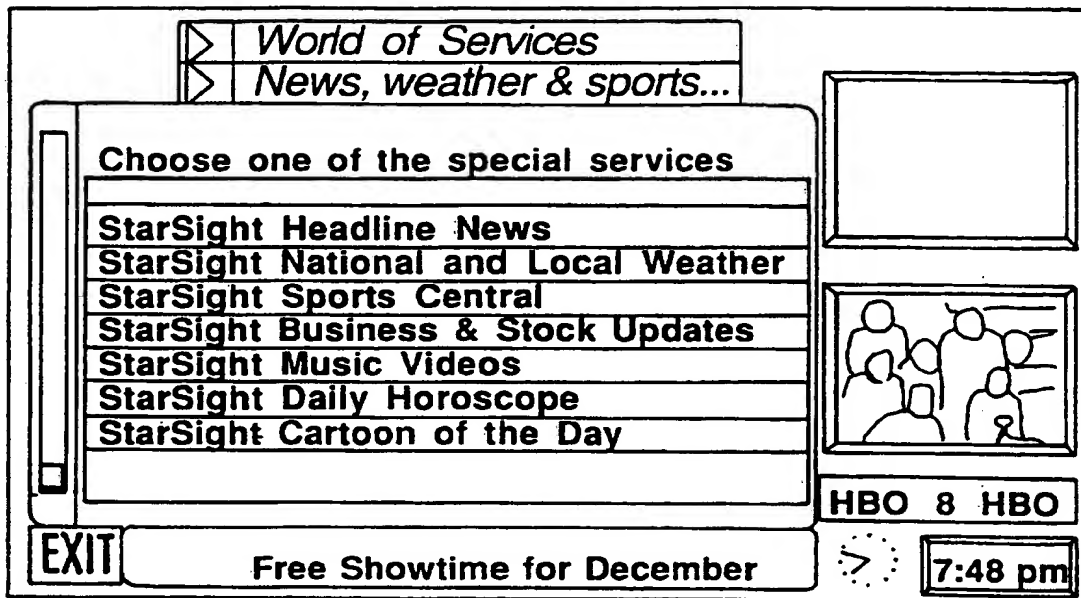 World of Services
News, weather & sports...
Choose one of the special services
StarSight Headline News
StarSight National and Local Weather
StarSight Sports Central
StarSight Business & Stock Updates
StarSight Music Videos
StarSight Daily Horoscope
StarSight Cartoon of the Day
HBO 8 HBO
EXIT
Free Showtime for December
7:48 pm